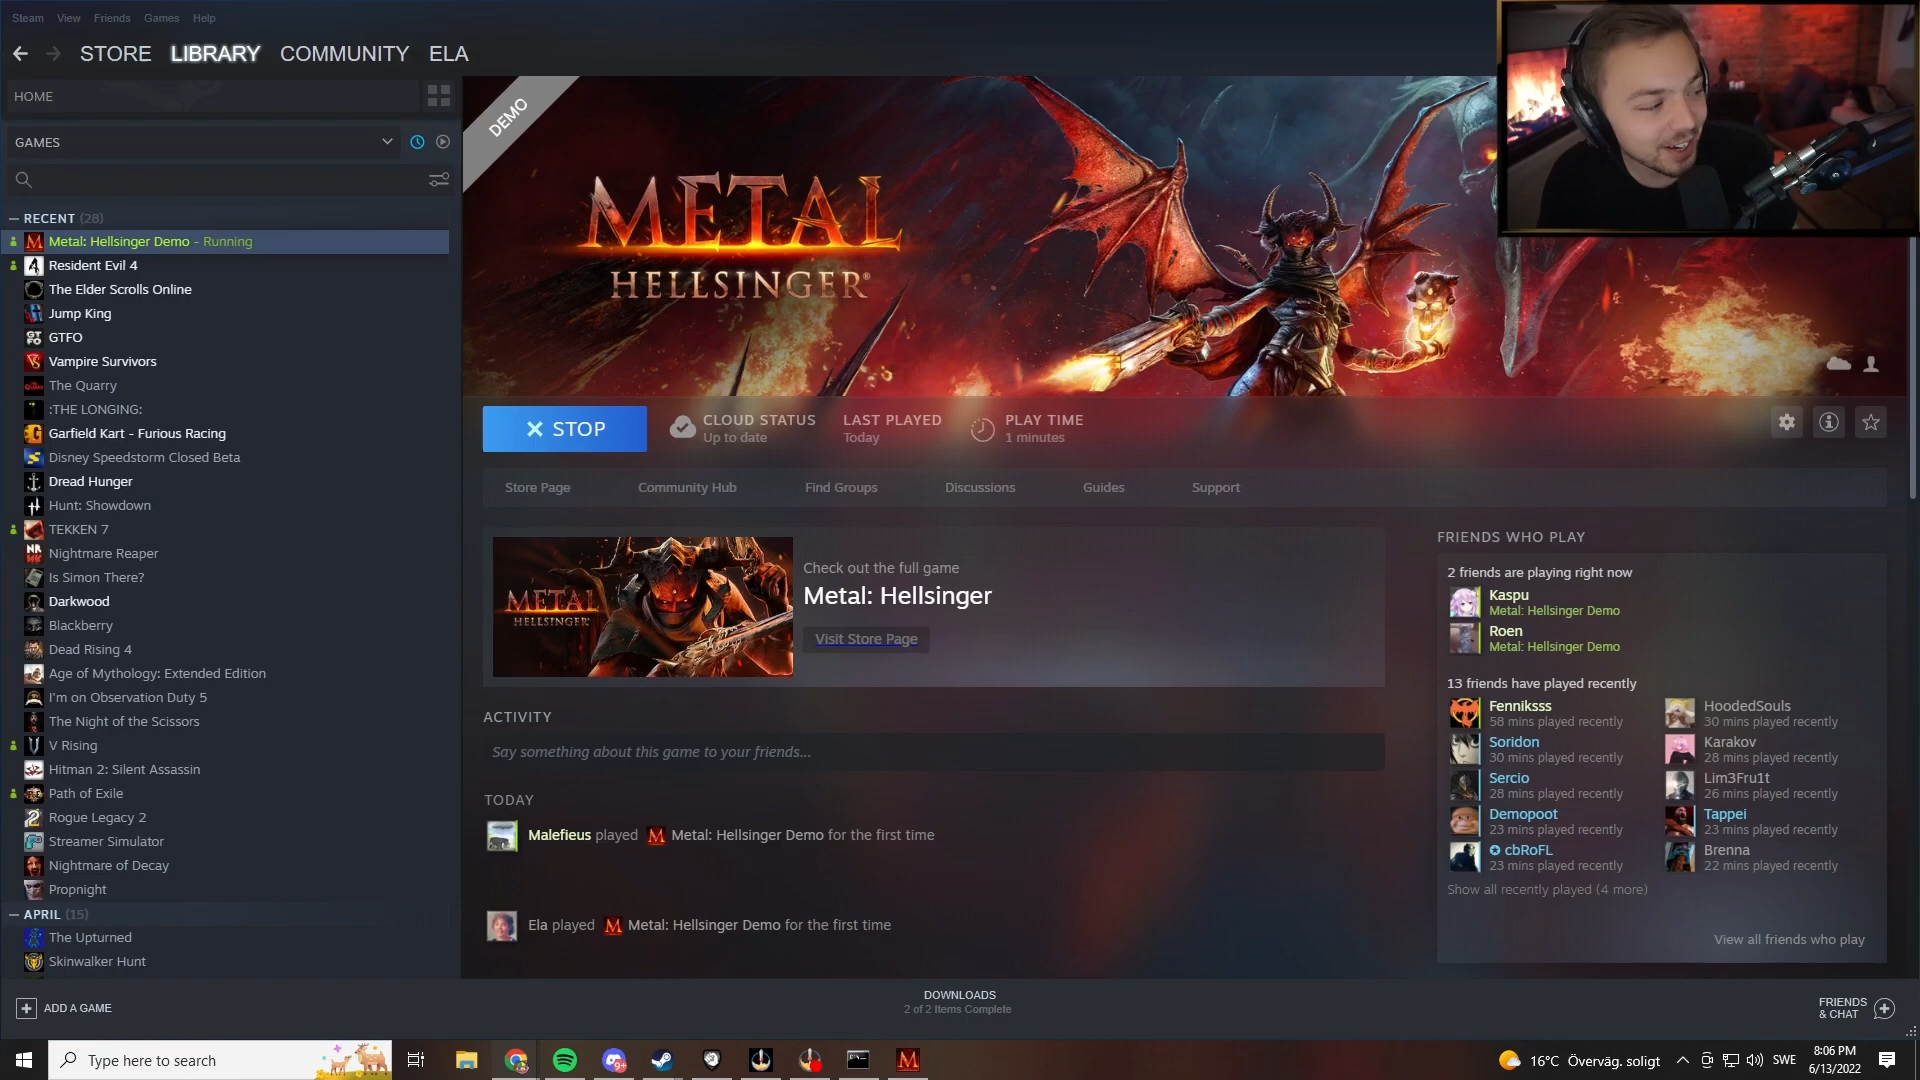 Steam View Friends Games Help
STORE LIBRARY COMMUNITY ELA
HOME
GAMES
RECENT (28)
Metal: Hellsinger Demo - Running
Resident Evil 4
The Elder Scrolls Online
Jump King
GTFO
Vampire Survivors
The Quarry
:THE LONGING:
Garfield Kart - Furious Racing
Disney Speedstorm Closed Beta
Dread Hunger
Hunt: Showdown
TEKKEN 7
Nightmare Reaper
Is Simon There?
Darkwood
Blackberry
Dead Rising 4
Age of Mythology: Extended Edition
I'm on Observation Duty 5
The Night of the Scissors
V Rising
Hitman 2: Silent Assassin
Path of Exile
Rogue Legacy 2
Streamer Simulator
Nightmare of Decay
Propnight
APRIL (15)
The Upturned
Skinwalker Hunt
ADD A GAME
DEMO
METAL
HELLSINGER®
STOP
CLOUD STATUS
Up to date
LAST PLAYED
Today
PLAY TIME
1 minutes
Store Page Community Hub Find Groups Discussions Guides Support
METAL
HELLSINGER
Check out the full game
Metal: Hellsinger
Visit Store Page
ACTIVITY
Say something about this game to your friends...
TODAY
Malefieus played Metal: Hellsinger Demo for the first time
Ela played Metal: Hellsinger Demo for the first time
FRIENDS WHO PLAY
2 friends are playing right now
Kaspu
Metal: Hellsinger Demo
Roen
Metal: Hellsinger Demo
13 friends have played recently
Fenniksss
58 mins played recently
HoodedSouls
30 mins played recently
Soridon
30 mins played recently
Karakov
28 mins played recently
Sercio
28 mins played recently
Lim3Fru1t
26 mins played recently
Demopoot
23 mins played recently
Tappei
23 mins played recently
cbRoFL
23 mins played recently
Brenna
22 mins played recently
Show all recently played (4 more)
View all friends who play
DOWNLOADS
2 of 2 Items Complete
FRIENDS
& CHAT
Type here to search
9+
16°C Överväg. soligt
SWE
8:06 PM
6/13/2022